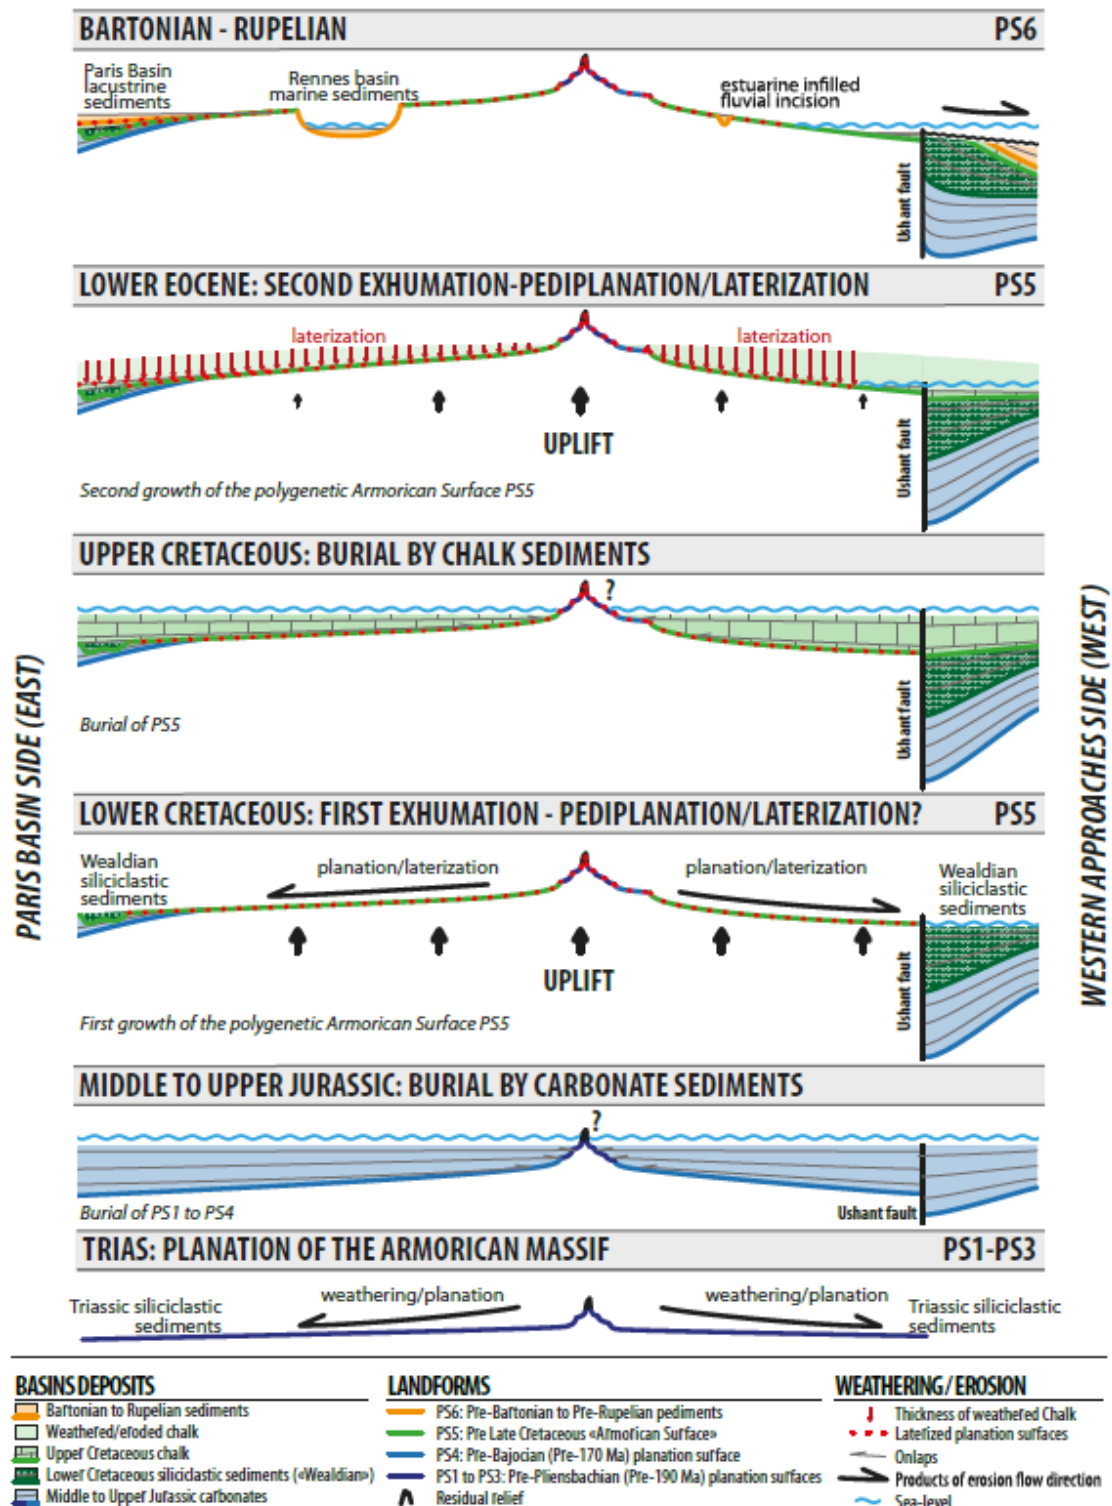 BARTONIAN - RUPELIAN PS6
Paris Basin
lacustrine
sediments
Rennes basin
marine sediments
estuarine infilled
fluvial incision
Ushant fault
LOWER EOCENE: SECOND EXHUMATION-PEDIPLANATION/LATERIZATION PS5
laterization
laterization
UPLIFT
Ushant fault
Second growth of the polygenetic Armorican Surface PS5
UPPER CRETACEOUS: BURIAL BY CHALK SEDIMENTS
?
Ushant fault
Burial of PS5
PARIS BASIN SIDE (EAST)
WESTERN APPROACHES SIDE (WEST)
LOWER CRETACEOUS: FIRST EXHUMATION - PEDIPLANATION/LATERIZATION? PS5
Wealdian
siliciclastic
sediments
planation/laterization
planation/laterization
Wealdian
siliciclastic
sediments
UPLIFT
Ushant fault
First growth of the polygenetic Armorican Surface PS5
MIDDLE TO UPPER JURASSIC: BURIAL BY CARBONATE SEDIMENTS
?
Burial of PS1 to PS4
Ushant fault
TRIAS: PLANATION OF THE ARMORICAN MASSIF PS1-PS3
Triassic siliciclastic
sediments
weathering/planation
weathering/planation
Triassic siliciclastic
sediments
BASINS DEPOSITS
Bartonian to Rupelian sediments
Weathered/eroded chalk
Upper Cretaceous chalk
Lower Cretaceous siliciclastic sediments («Wealdian»)
Middle to Upper Jurassic carbonates
LANDFORMS
PS6: Pre-Bartonian to Pre-Rupelian pediments
PS5: Pre Late Cretaceous «Armorican Surface»
PS4: Pre-Bajocian (Pre-170 Ma) planation surface
PS1 to PS3: Pre-Pliensbachian (Pre-190 Ma) planation surfaces
Residual relief
WEATHERING / EROSION
Thickness of weathered Chalk
Laterized planation surfaces
Onlaps
Products of erosion flow direction
Sea-level